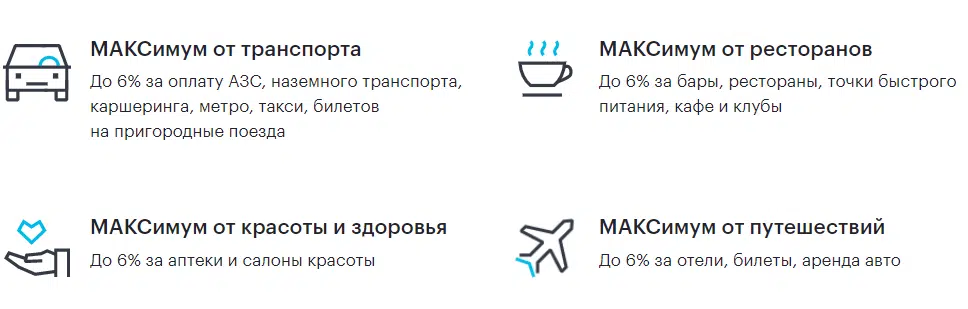 МАКСимум от транспорта
До 6% за оплату АЗС, наземного транспорта,
каршеринга, метро, такси, билетов
на пригородные поезда
МАКСимум от ресторанов
До 6% за бары, рестораны, точки быстрого
питания, кафе и клубы
МАКСимум от красоты и здоровья
До 6% за аптеки и салоны красоты
МАКСимум от путешествий
До 6% за отели, билеты, аренда авто